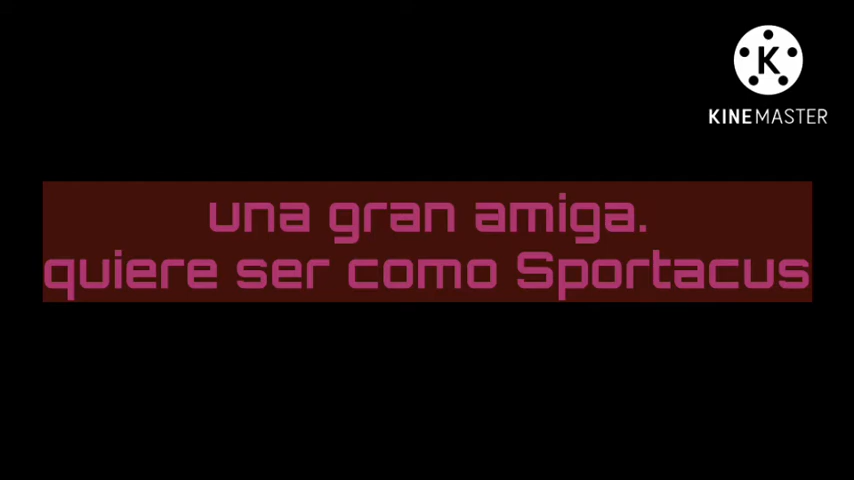 K
KINEMASTER
una gran amiga.
quiere ser como Sportacus